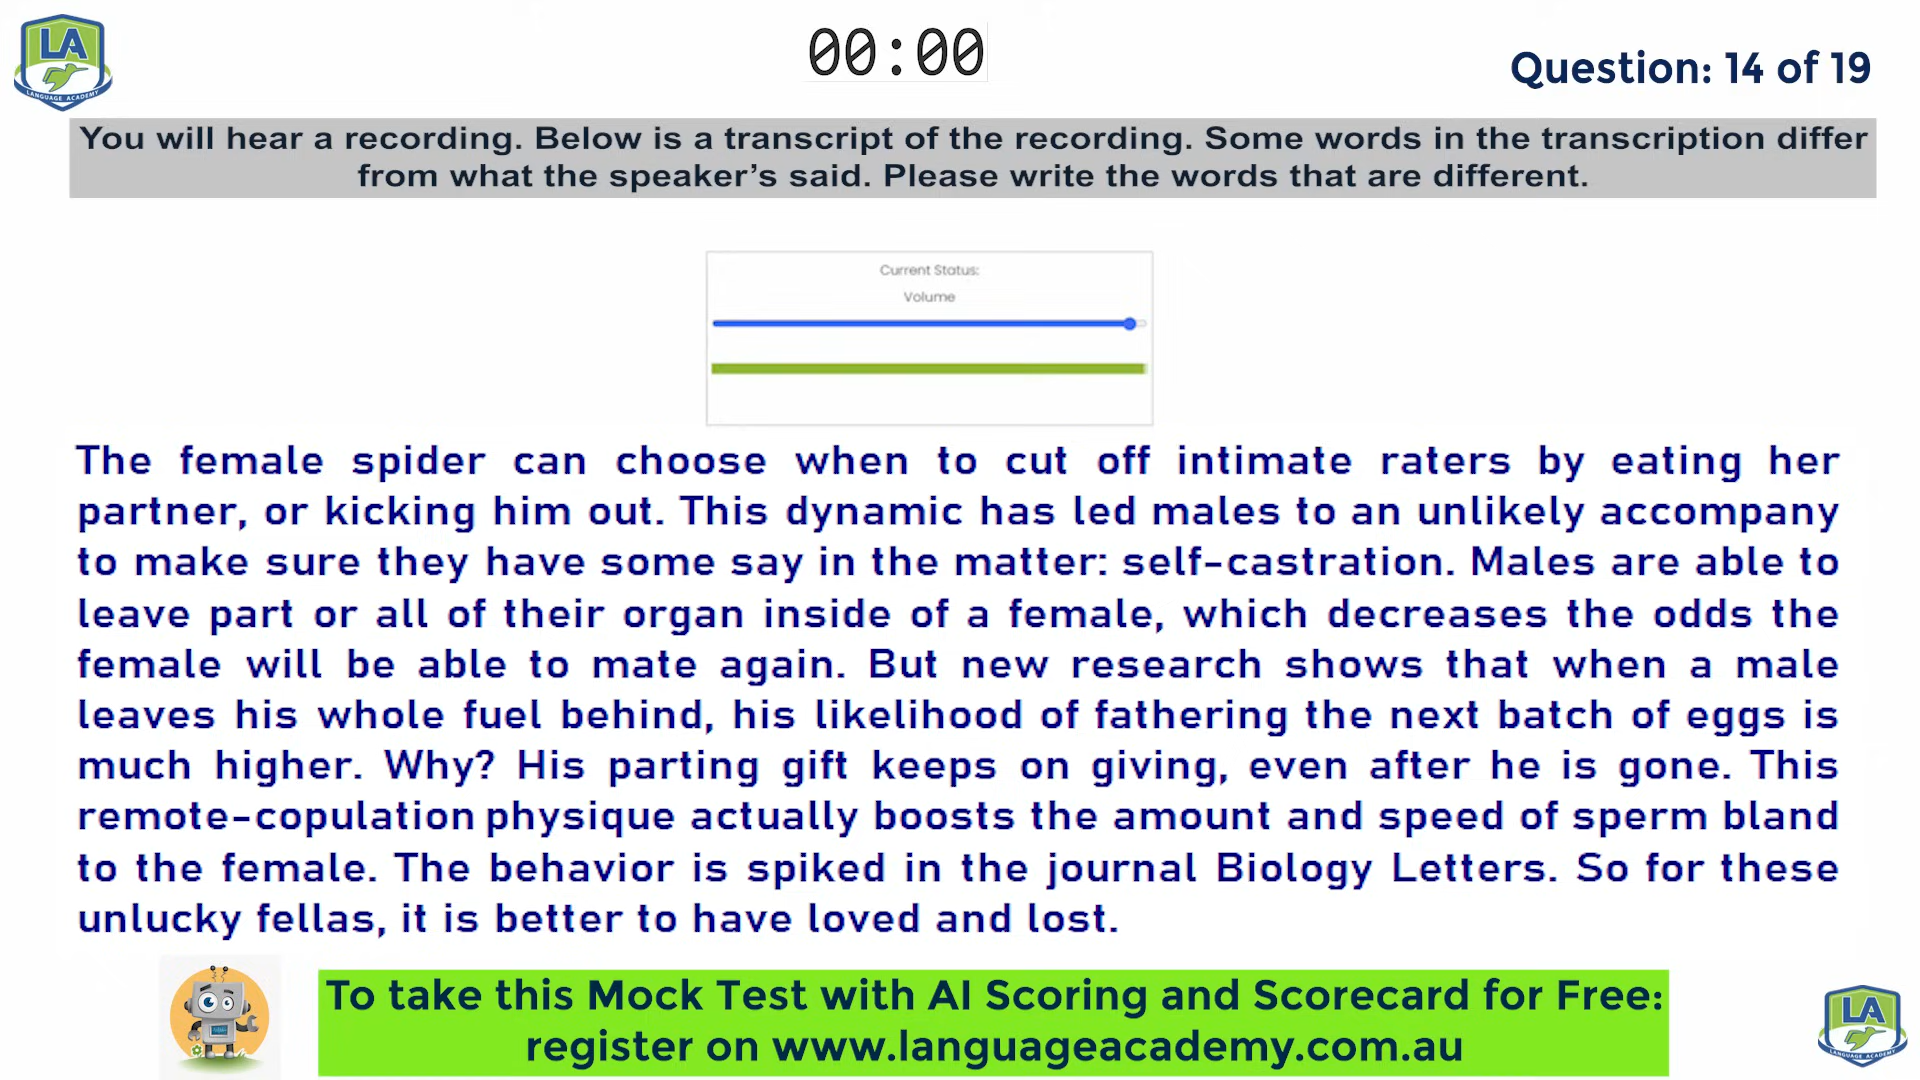 LA
LANGUAGE ACADEMY
00:00
Question: 14 of 19
You will hear a recording. Below is a transcript of the recording. Some words in the transcription differ
from what the speaker's said. Please write the words that are different.
Current Status:
Volume
The female spider can choose when to cut off intimate raters by eating her
partner, or kicking him out. This dynamic has led males to an unlikely accompany
to make sure they have some say in the matter: self-castration. Males are able to
leave part or all of their organ inside of a female, which decreases the odds the
female will be able to mate again. But new research shows that when a male
leaves his whole fuel behind, his likelihood of fathering the next batch of eggs is
much higher. Why? His parting gift keeps on giving, even after he is gone. This
remote-copulation physique actually boosts the amount and speed of sperm bland
to the female. The behavior is spiked in the journal Biology Letters. So for these
unlucky fellas, it is better to have loved and lost.
To take this Mock Test with AI Scoring and Scorecard for Free:
register on www.languageacademy.com.au
LA
LANGUAGE ACADEMY